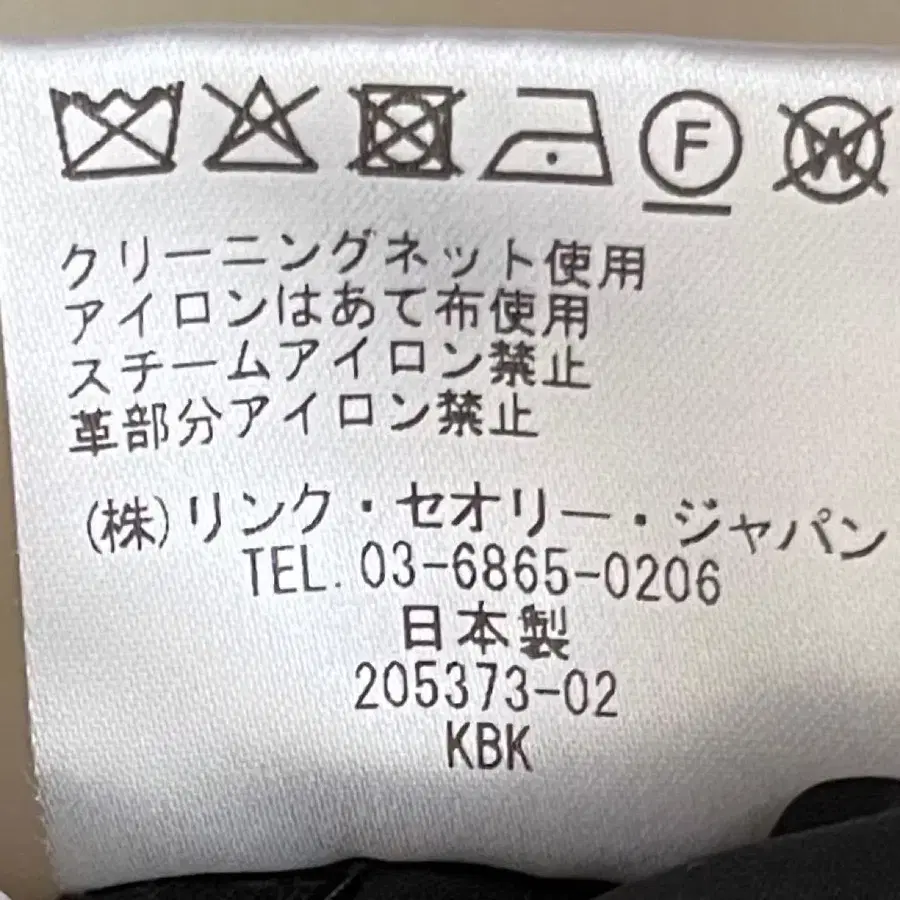 F W
クリーニングネット使用
アイロンはあて布使用
スチームアイロン禁止
革部分アイロン禁止
(株)リンク・セオリー・ジャパン
TEL. 03-6865-0206
日本製
205373-02
KBK